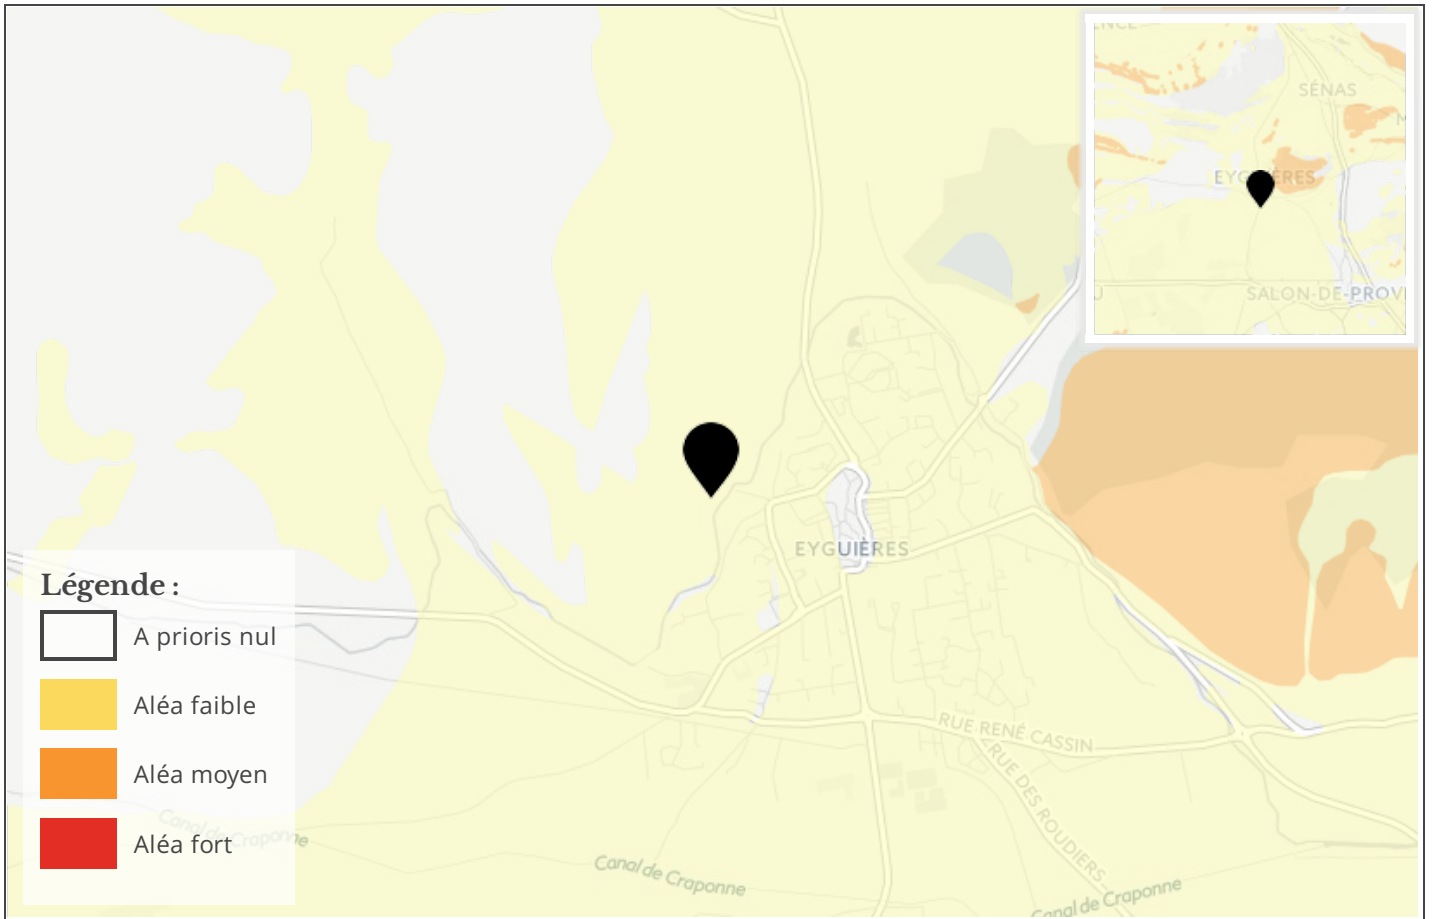 SÉNAS
EYGUIÈRES
SALON-DE-PROV
EYGUIÈRES
Légende :
A prioris nul
Aléa faible
Aléa moyen
Aléa fort
RUE RENÉ CASSIN
RUE DES ROUDIERS
Canal de Craponne
Canal de Craponne
Canal de Craponne